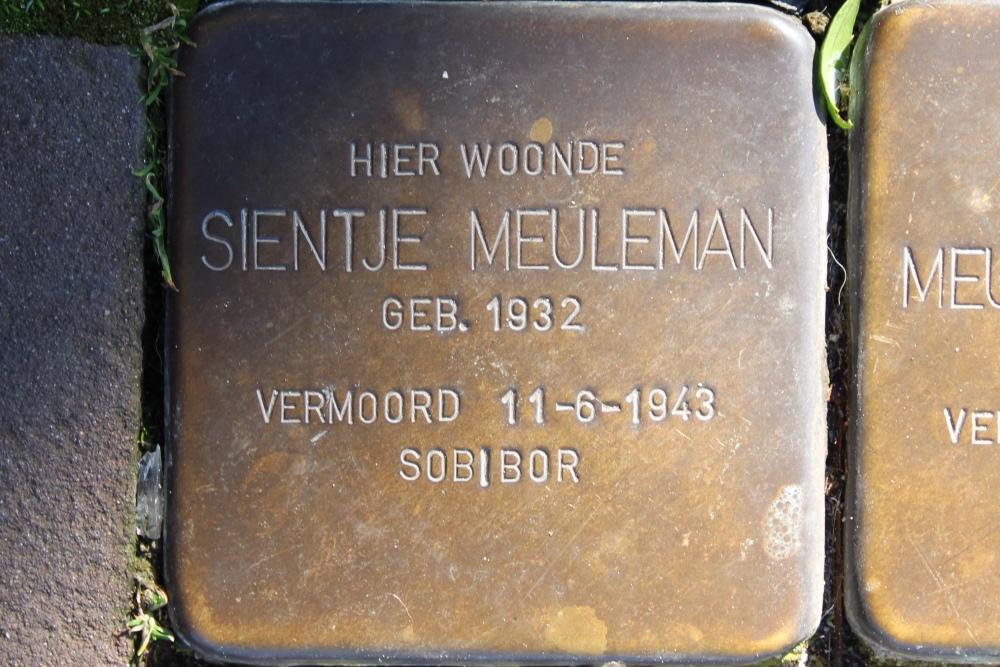 HIER WOONDE
SIENTJE MEULEMAN
GEB. 1932
VERMOORD 11-6-1943
SOBIBOR